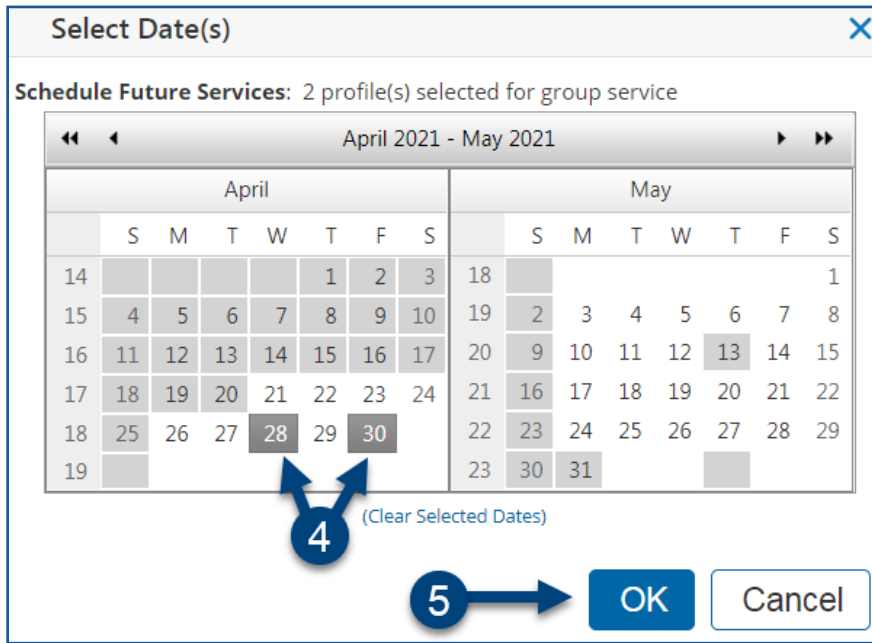 Select Date(s)
Schedule Future Services: 2 profile(s) selected for group service
April 2021 - May 2021
April May
S M T W T F S S M T W T F S
14 1 2 3 18 1
15 4 5 6 7 8 9 10 19 2 3 4 5 6 7 8
16 11 12 13 14 15 16 17 20 9 10 11 12 13 14 15
17 18 19 20 21 22 23 24 21 16 17 18 19 20 21 22
18 25 26 27 28 29 30 22 23 24 25 26 27 28 29
19 23 30 31
4 (Clear Selected Dates)
5 OK Cancel